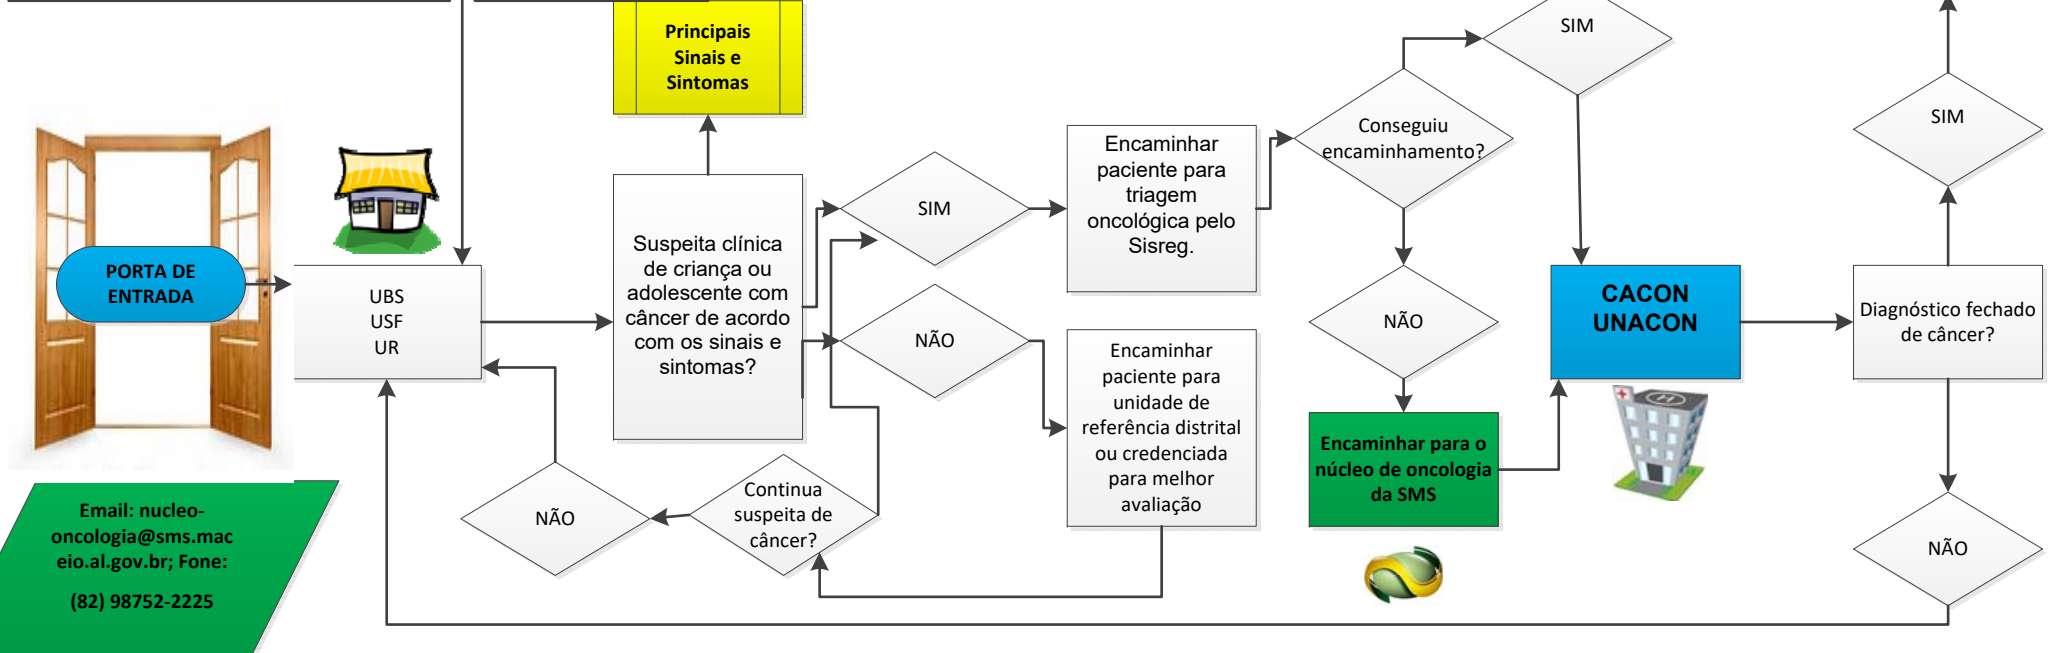 Principais
Sinais e
Sintomas
SIM
Conseguiu
encaminhamento?
SIM
Encaminhar
paciente para
triagem
oncológica pelo
Sisreg.
SIM
PORTA DE
ENTRADA
UBS
USF
UR
Suspeita clínica
de criança ou
adolescente com
câncer de acordo
com os sinais e
sintomas?
NÃO
Encaminhar
paciente para
unidade de
referência distrital
ou credenciada
para melhor
avaliação
NÃO
CACON
UNACON
Diagnóstico fechado
de câncer?
Encaminhar para o
núcleo de oncologia
da SMS
Continua
suspeita de
câncer?
NÃO
NÃO
Email: nucleo-
oncologia@sms.mac
eio.al.gov.br; Fone:
(82) 98752-2225